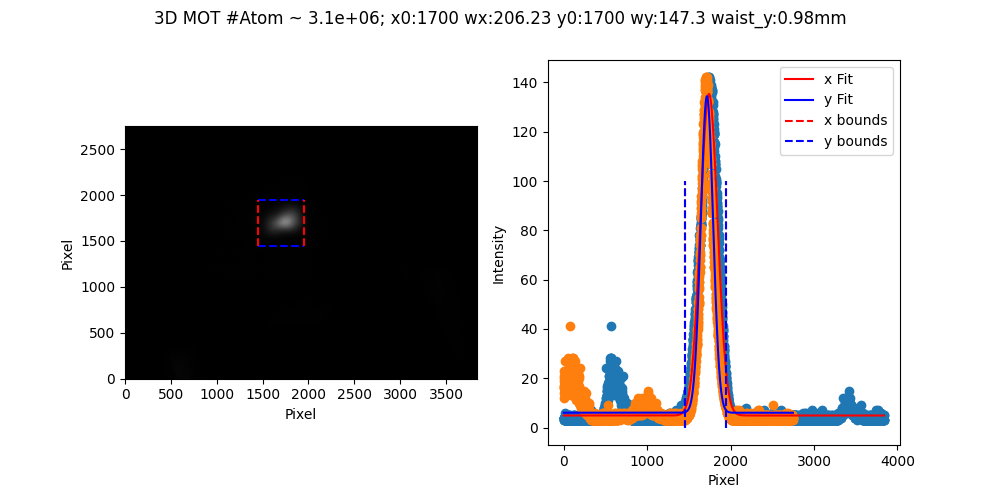 3D MOT #Atom ~ 3.1e+06; x0:1700 wx:206.23 y0:1700 wy:147.3 waist_y:0.98mm
2500
2000
1500
1000
500
0
Pixel
0 500 1000 1500 2000 2500 3000 3500
Pixel
140
120
100
80
60
40
20
0
Intensity
x Fit
y Fit
x bounds
y bounds
0 1000 2000 3000 4000
Pixel